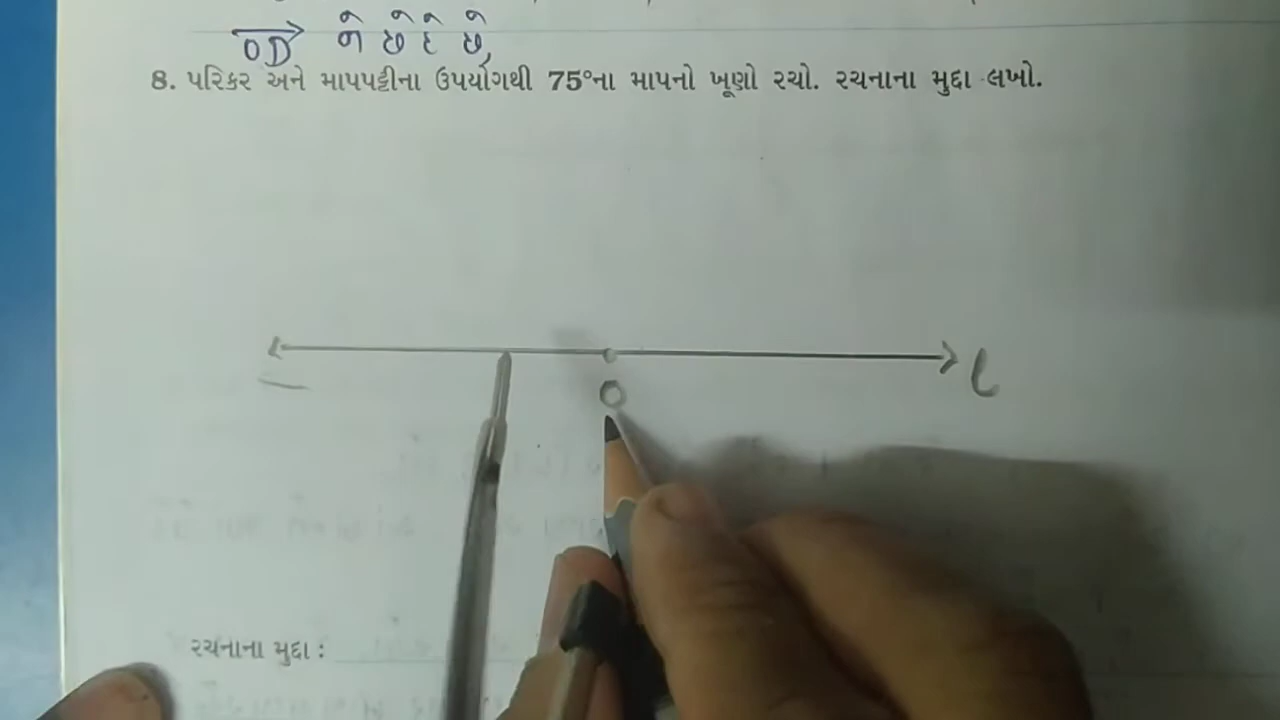 OD ને છેદે છે,
8. પરિકર અને માપપટ્ટીના ઉપયોગથી 75°ના માપનો ખૂણો રચો. રચનાના મુદ્દા લખો.
l
O
રચનાના મુદ્દા :